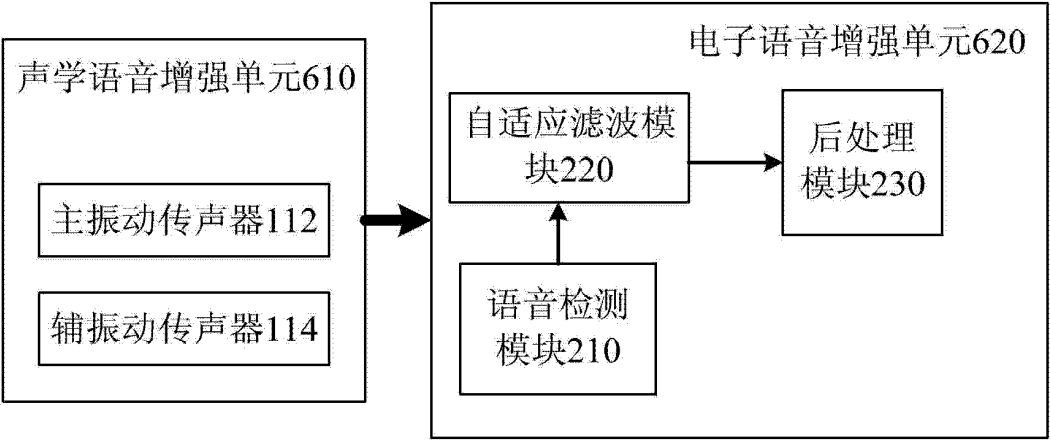 声学语音增强单元610
主振动传声器112
辅振动传声器114
电子语音增强单元620
自适应滤波模
块220
后处理
模块230
语音检测
模块210